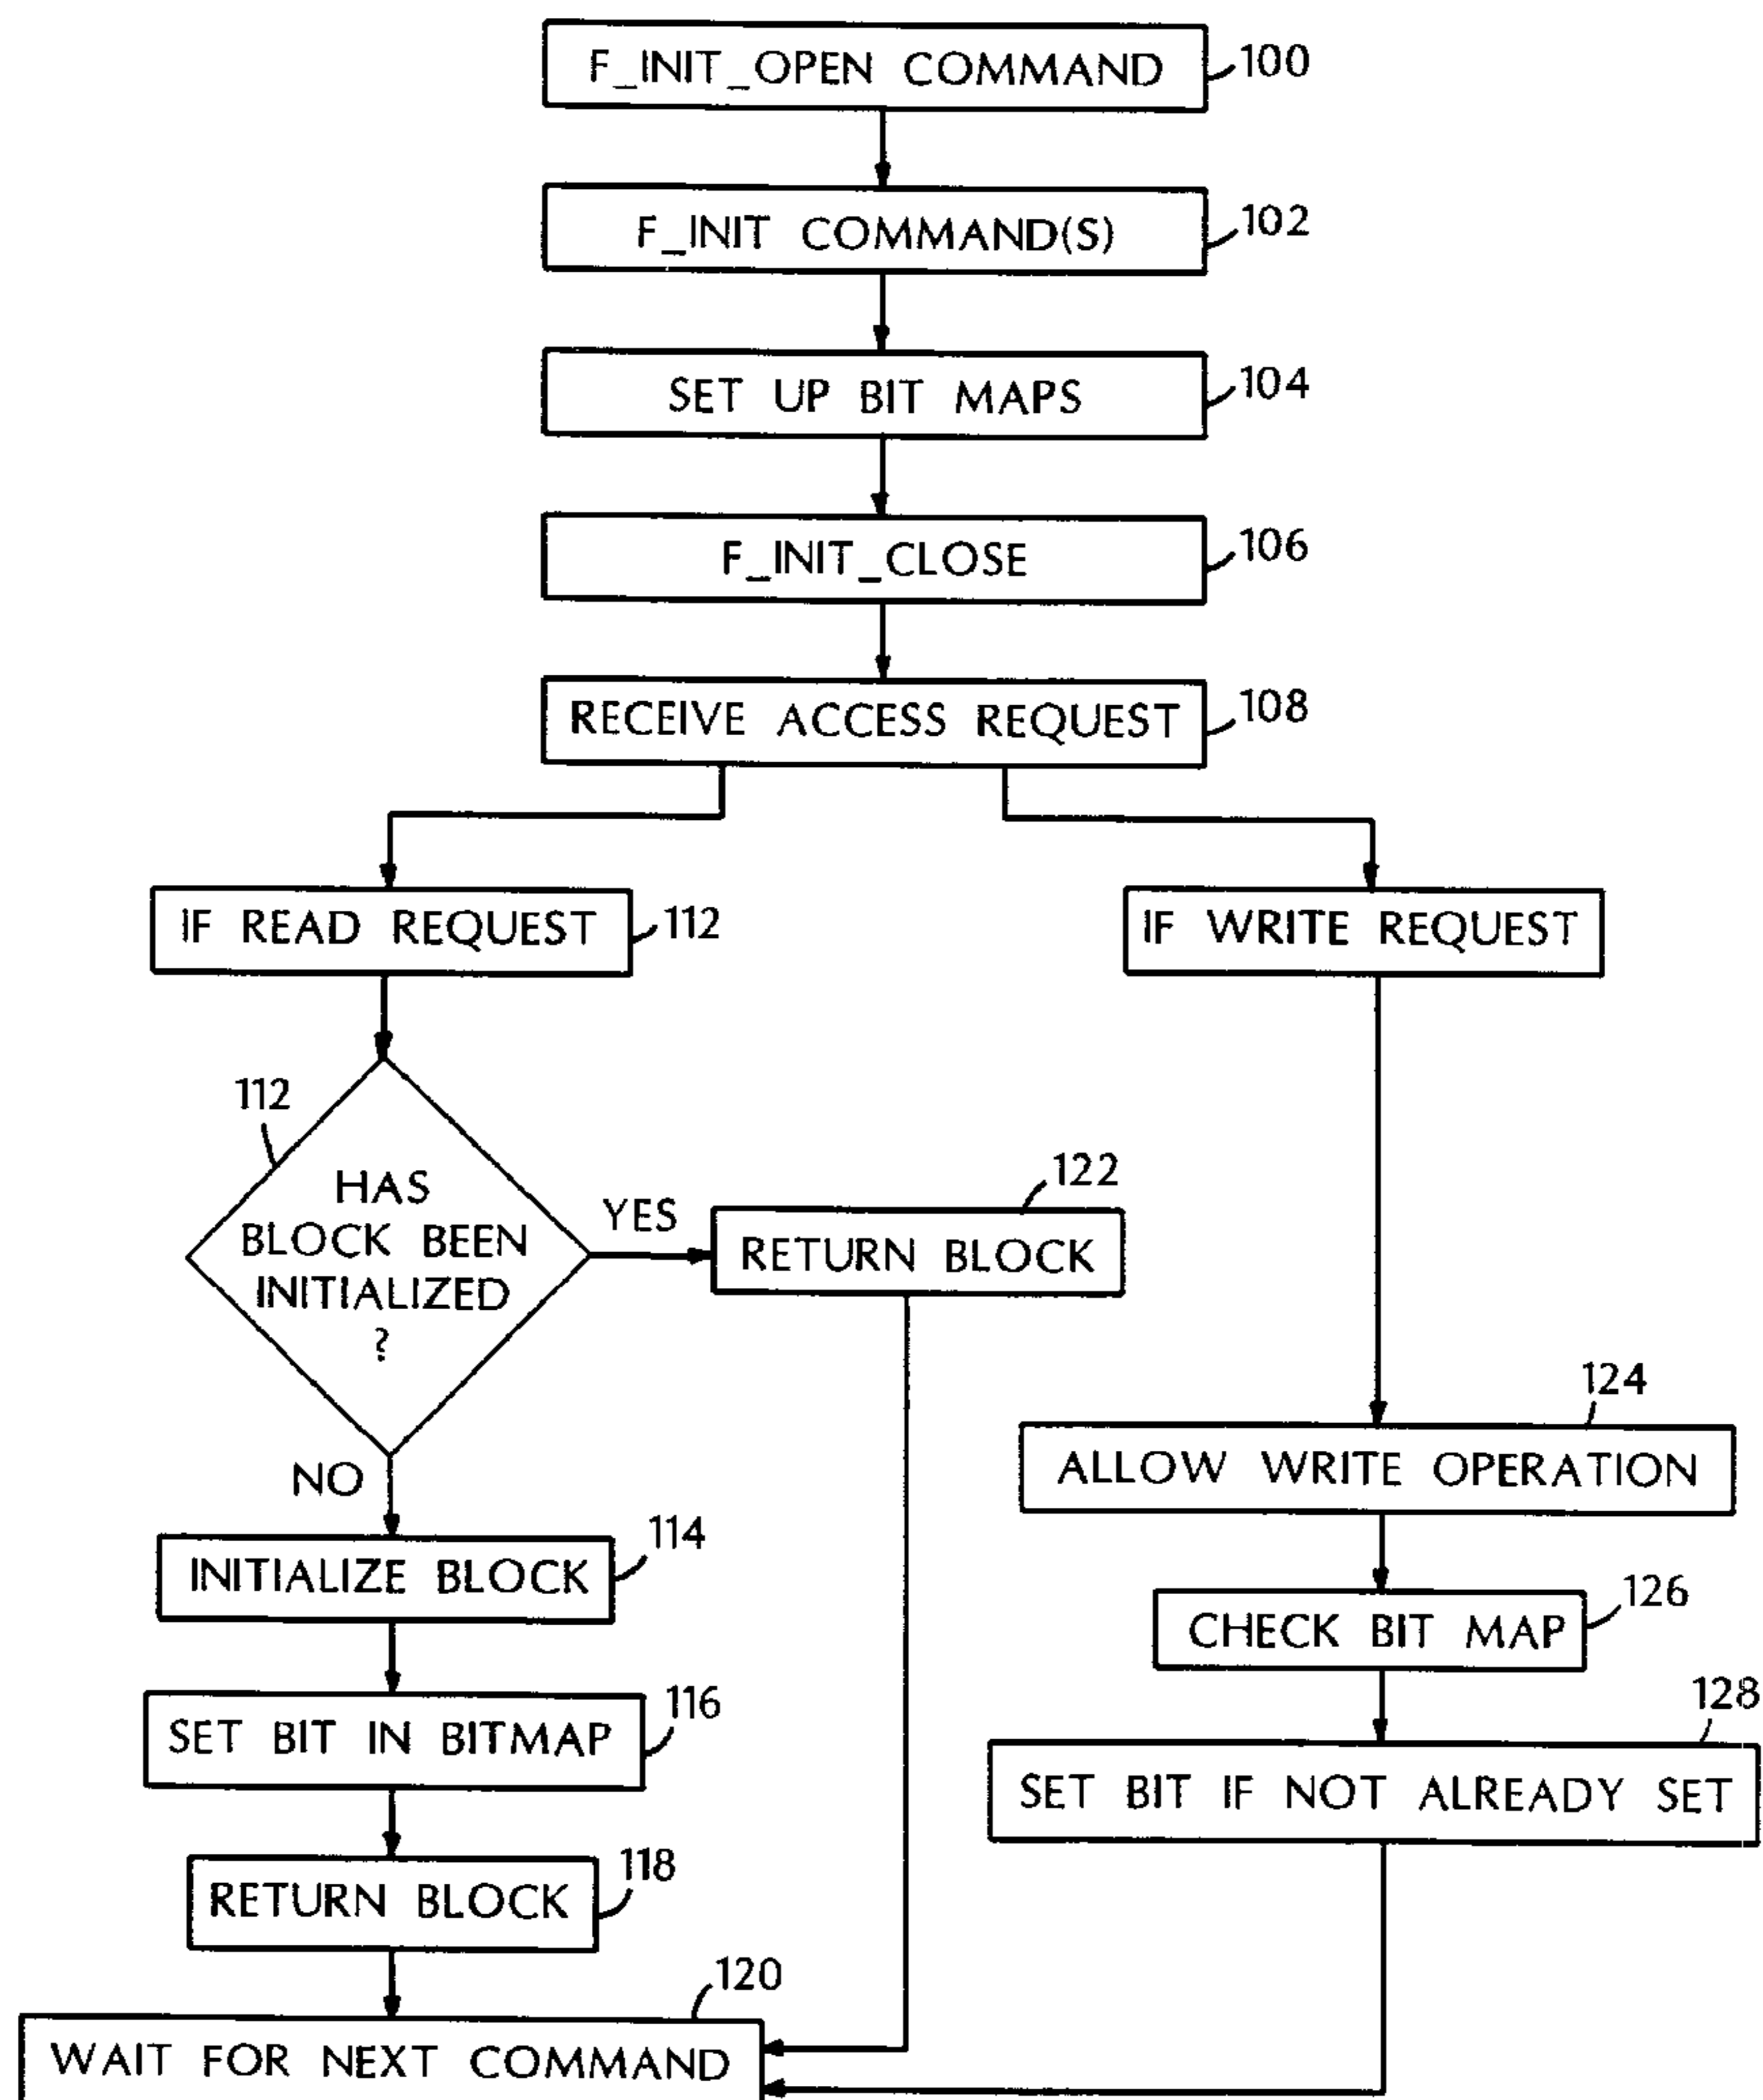 F_INIT_OPEN COMMAND
100
F_INIT COMMAND(S)
102
SET UP BIT MAPS
104
F_INIT_CLOSE
106
RECEIVE ACCESS REQUEST
108
IF READ REQUEST
112
IF WRITE REQUEST
112
HAS
BLOCK BEEN
INITIALIZED
?
YES
122
RETURN BLOCK
NO
124
ALLOW WRITE OPERATION
114
INITIALIZE BLOCK
126
CHECK BIT MAP
116
SET BIT IN BITMAP
128
SET BIT IF NOT ALREADY SET
118
RETURN BLOCK
120
WAIT FOR NEXT COMMAND